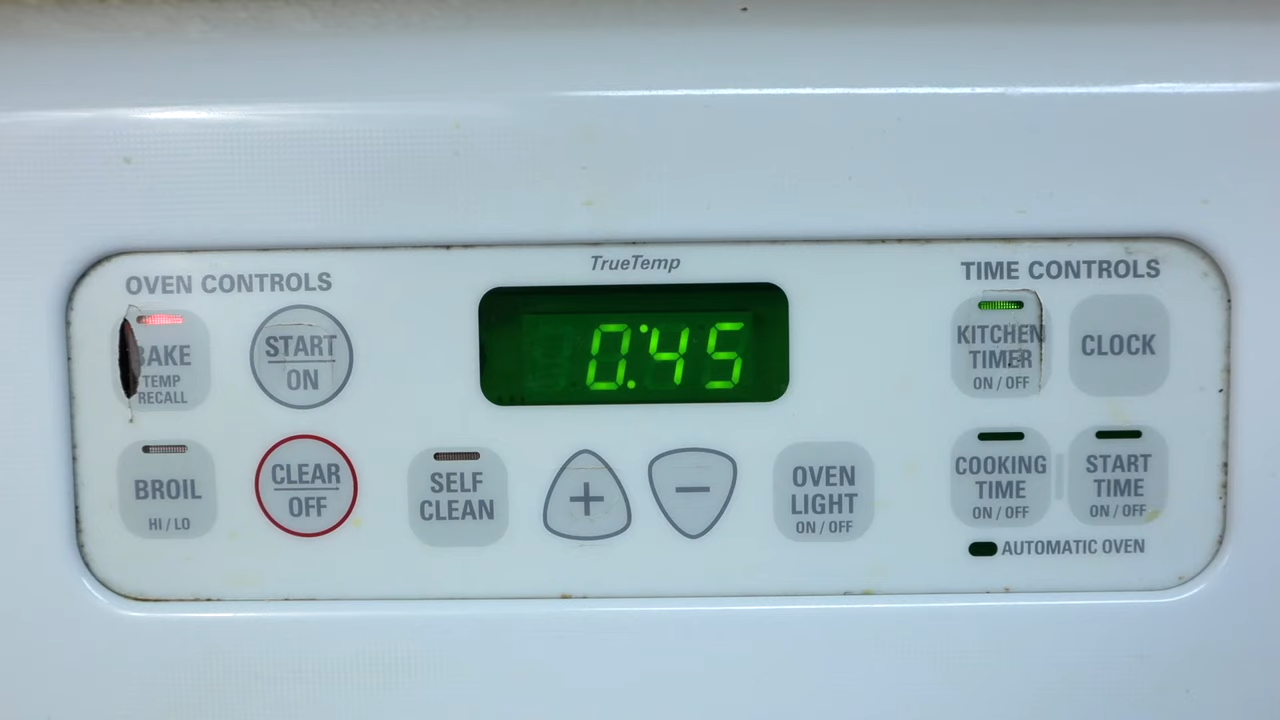 OVEN CONTROLS
TrueTemp
TIME CONTROLS
BAKE
TEMP
RECALL
START
ON
0:45
KITCHEN
TIMER
ON / OFF
CLOCK
BROIL
HI / LO
CLEAR
OFF
SELF
CLEAN
+
−
OVEN
LIGHT
ON / OFF
COOKING
TIME
ON / OFF
START
TIME
ON / OFF
AUTOMATIC OVEN